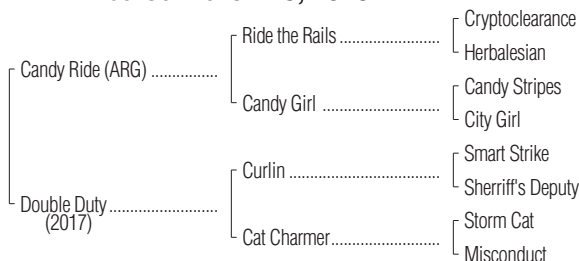 Cryptoclearance
Ride the Rails
Herbalesian
Candy Ride (ARG)
Candy Stripes
Candy Girl
City Girl
Smart Strike
Curlin
Sherriff's Deputy
Double Duty
(2017)
Storm Cat
Cat Charmer
Misconduct